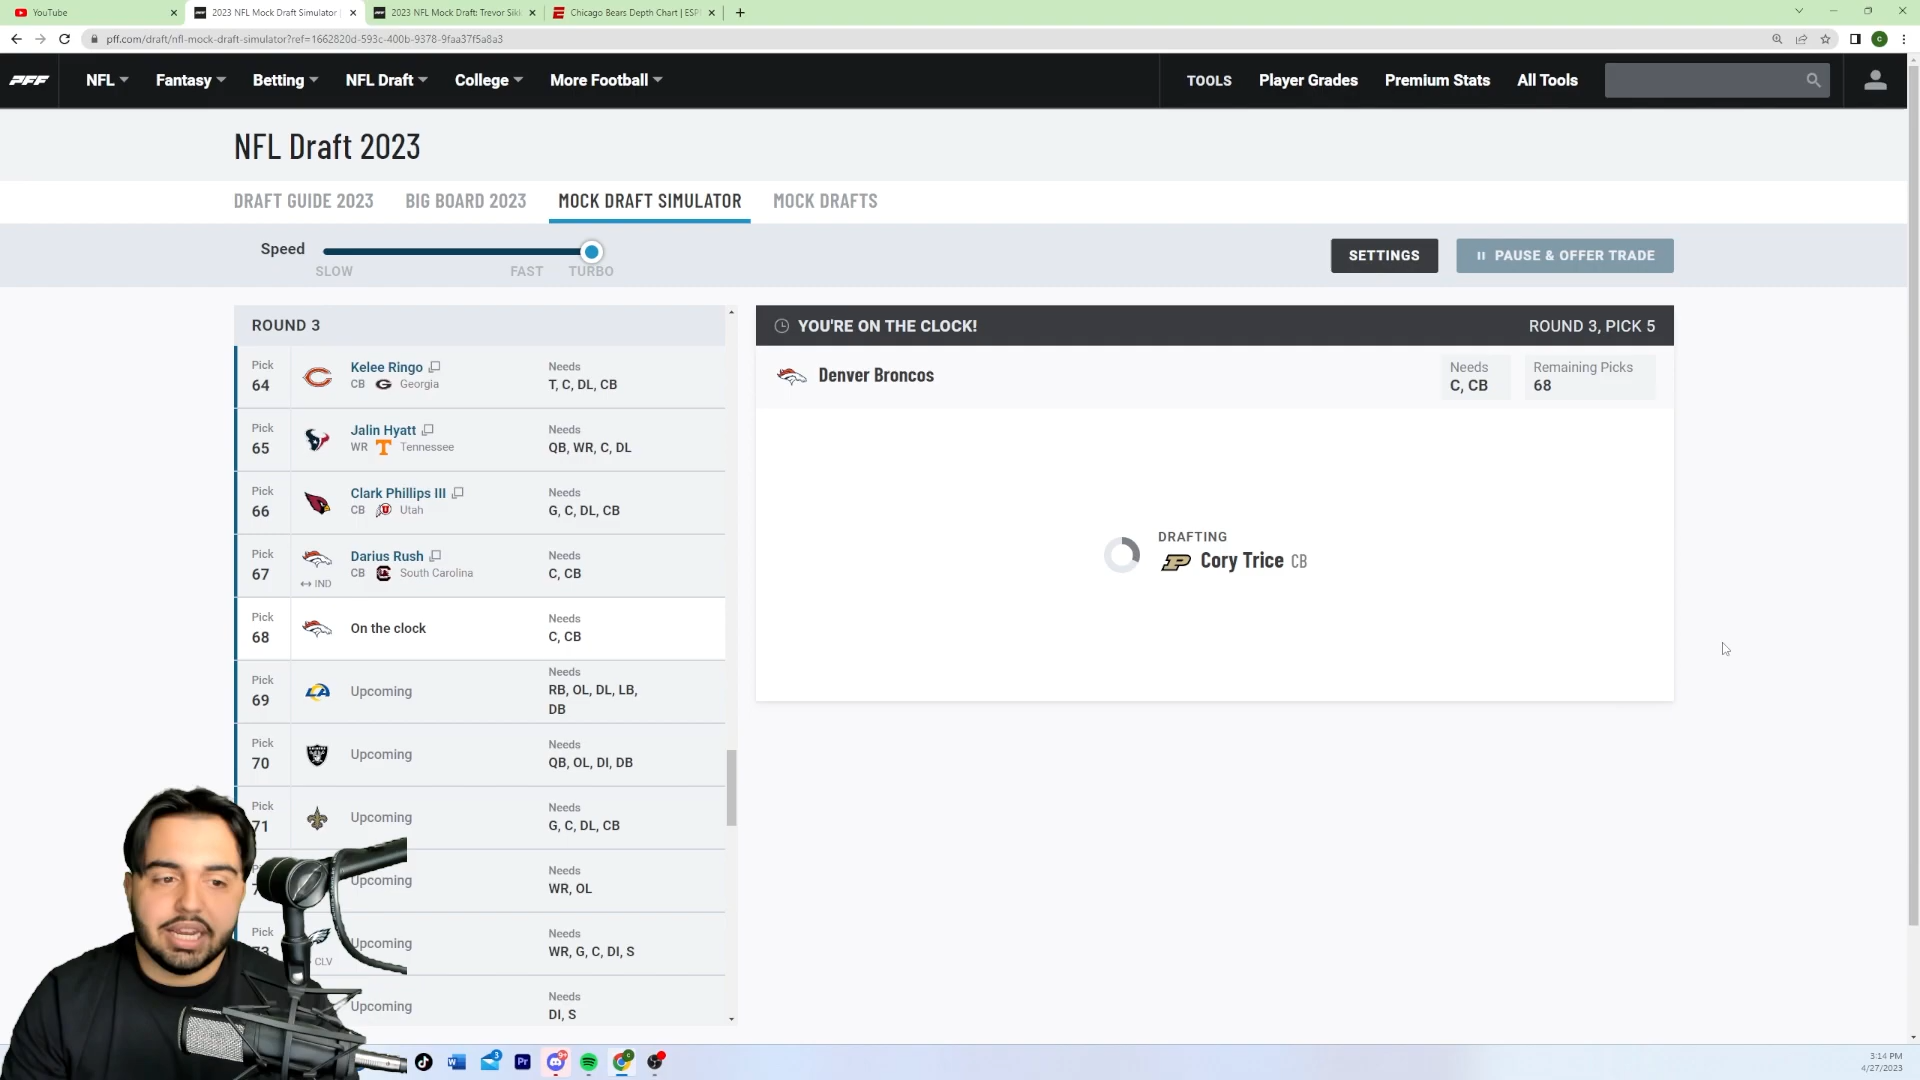 YouTube
2023 NFL Mock Draft Simulator |
2023 NFL Mock Draft: Trevor Sikk
Chicago Bears Depth Chart | ESP
pff.com/draft/nfl-mock-draft-simulator?ref=1662820d-593c-400b-9378-9faa37f5a8a3
PFF
NFL
Fantasy
Betting
NFL Draft
College
More Football
TOOLS
Player Grades
Premium Stats
All Tools
NFL Draft 2023
DRAFT GUIDE 2023
BIG BOARD 2023
MOCK DRAFT SIMULATOR
MOCK DRAFTS
Speed
SLOW
FAST
TURBO
SETTINGS
PAUSE & OFFER TRADE
ROUND 3
Pick
64
Kelee Ringo
CB G Georgia
Needs
T, C, DL, CB
Pick
65
Jalin Hyatt
WR T Tennessee
Needs
QB, WR, C, DL
Pick
66
Clark Phillips III
CB U Utah
Needs
G, C, DL, CB
Pick
67
IND
Darius Rush
CB C South Carolina
Needs
C, CB
Pick
68
On the clock
Needs
C, CB
Pick
69
LA
Upcoming
Needs
RB, OL, DL, LB,
DB
Pick
70
Upcoming
Needs
QB, OL, DI, DB
Pick
71
Upcoming
Needs
G, C, DL, CB
Upcoming
Needs
WR, OL
Pick
CLV
Upcoming
Needs
WR, G, C, DI, S
Upcoming
Needs
DI, S
YOU'RE ON THE CLOCK!
ROUND 3, PICK 5
Denver Broncos
Needs
C, CB
Remaining Picks
68
DRAFTING
P Cory Trice CB
W
3
Pr
9+
3:14 PM
4/27/2023